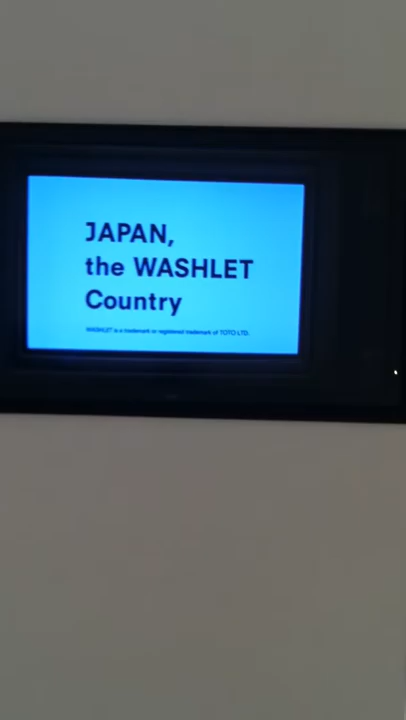 JAPAN,
the WASHLET
Country
WASHLET is a trademark or registered trademark of TOTO LTD.